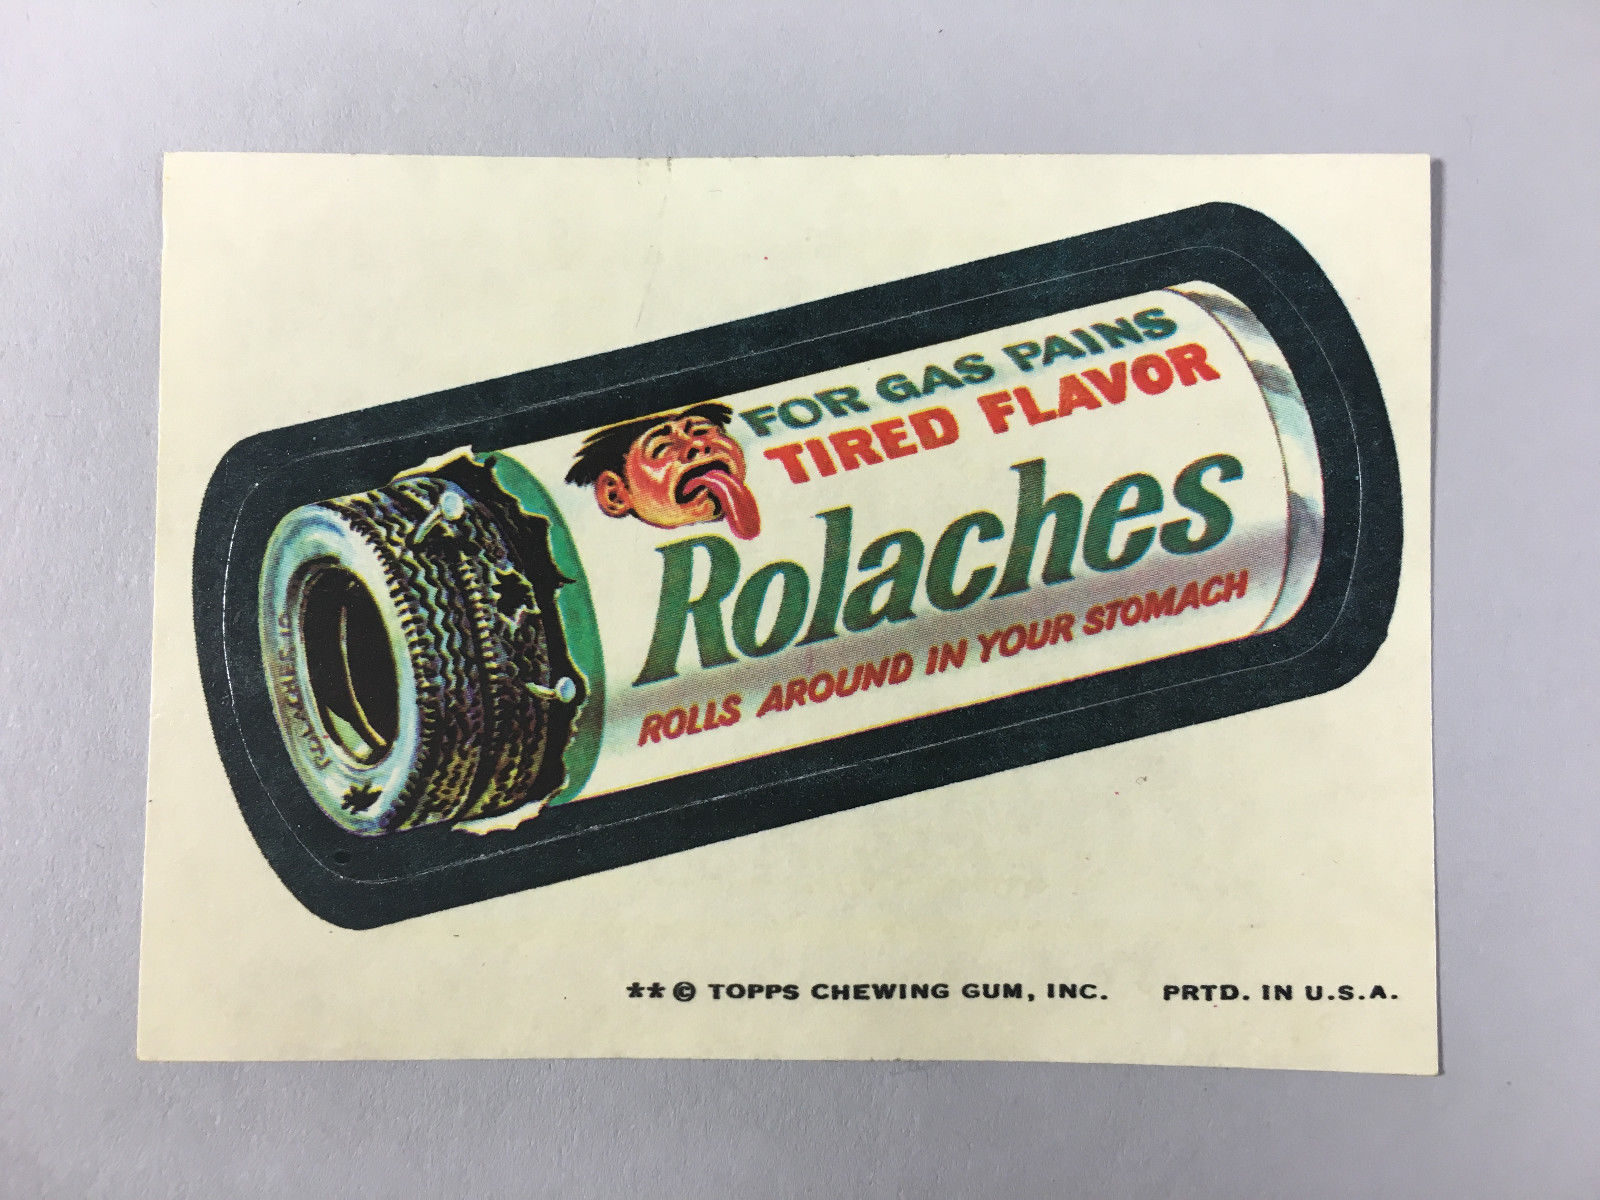 FOR GAS PAINS
TIRED FLAVOR
Rolaches
ROLLS AROUND IN YOUR STOMACH
** © TOPPS CHEWING GUM, INC. PRTD. IN U.S.A.